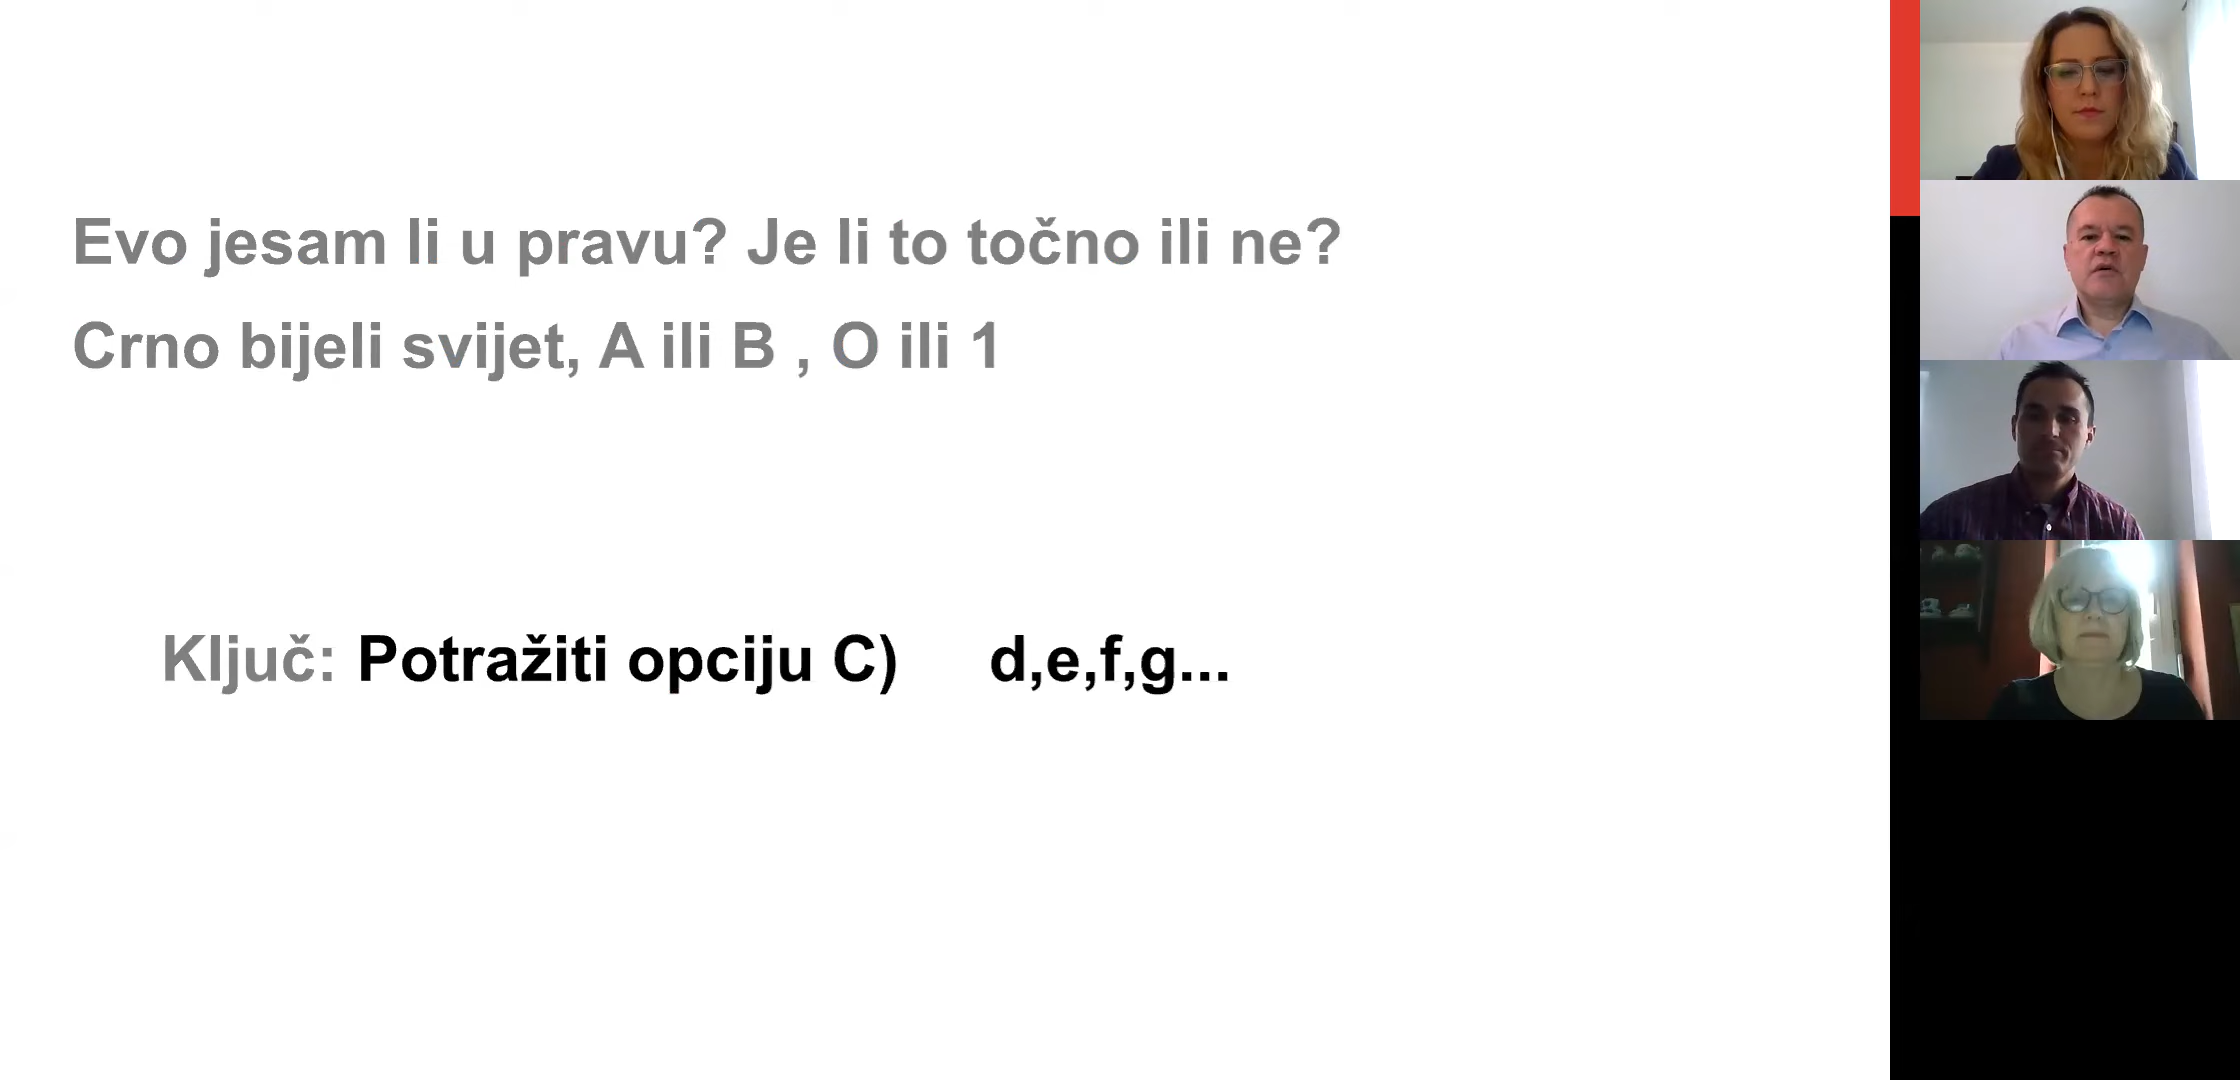 Evo jesam li u pravu? Je li to točno ili ne?
Crno bijeli svijet, A ili B , O ili 1
Ključ: Potražiti opciju C) d,e,f,g...